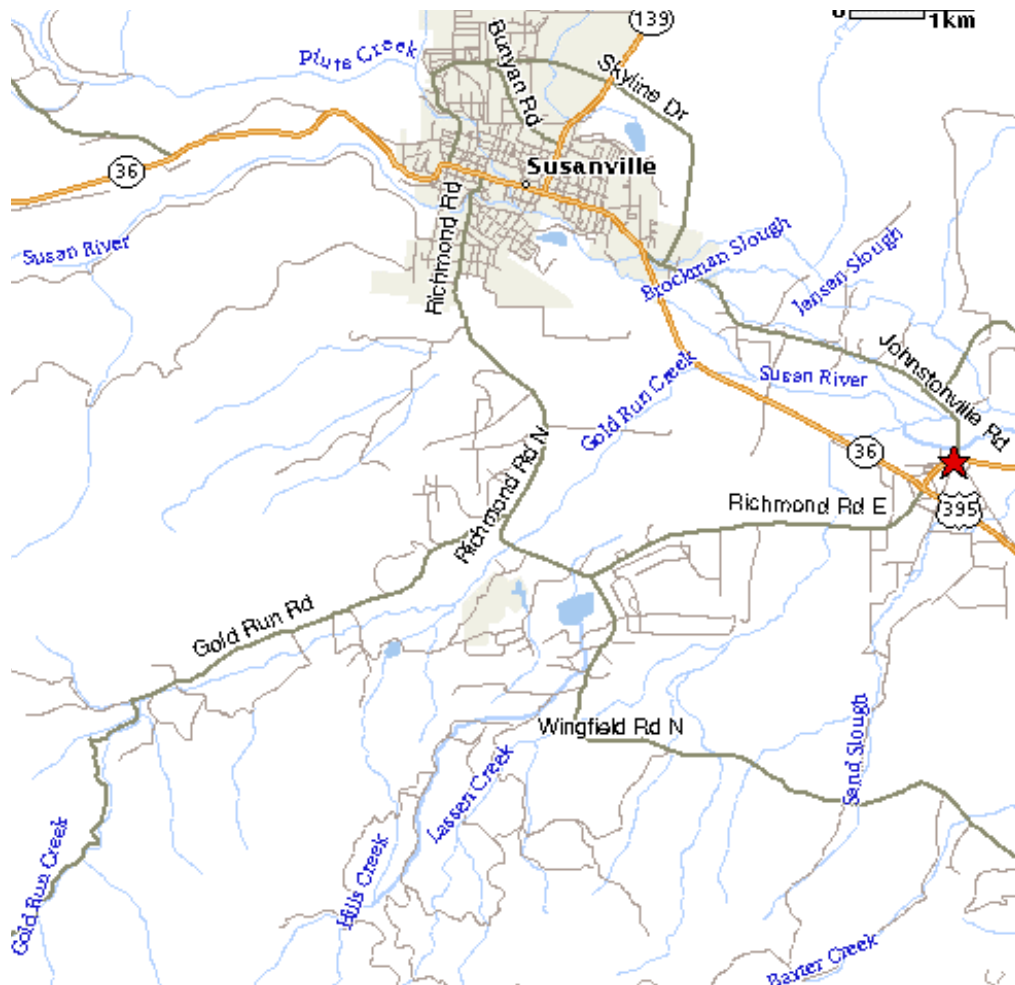 0
1km
139
Piute Creek
Bunyan Rd
Skyline Dr
36
Susanville
Richmond Rd
Susan River
Brockman Slough
Jensen Slough
Johnstonville Rd
Susan River
Gold Run Creek
36
395
Richmond Rd E
Richmond Rd N
Gold Run Rd
Wingfield Rd N
Sand Slough
Lassen Creek
Hills Creek
Gold Run Creek
Baxter Creek